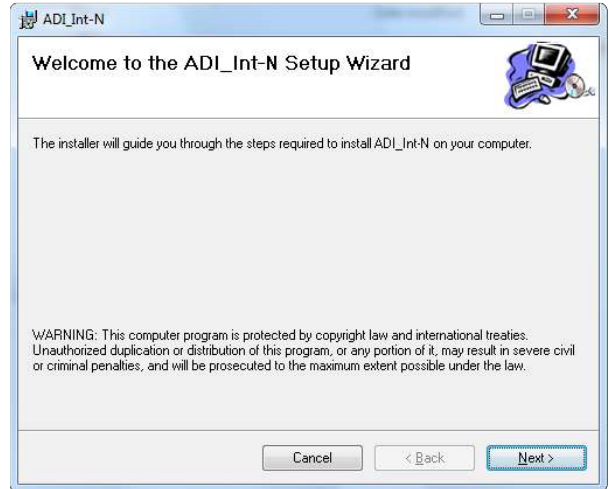 ADI_Int-N
Welcome to the ADI_Int-N Setup Wizard
The installer will guide you through the steps required to install ADI_Int-N on your computer.
WARNING: This computer program is protected by copyright law and international treaties.
Unauthorized duplication or distribution of this program, or any portion of it, may result in severe civil
or criminal penalties, and will be prosecuted to the maximum extent possible under the law.
Cancel
< Back
Next >